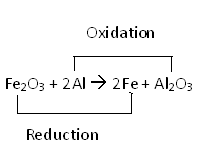 Oxidation
Fe₂O₃ + 2Al → 2Fe + Al₂O₃
Reduction